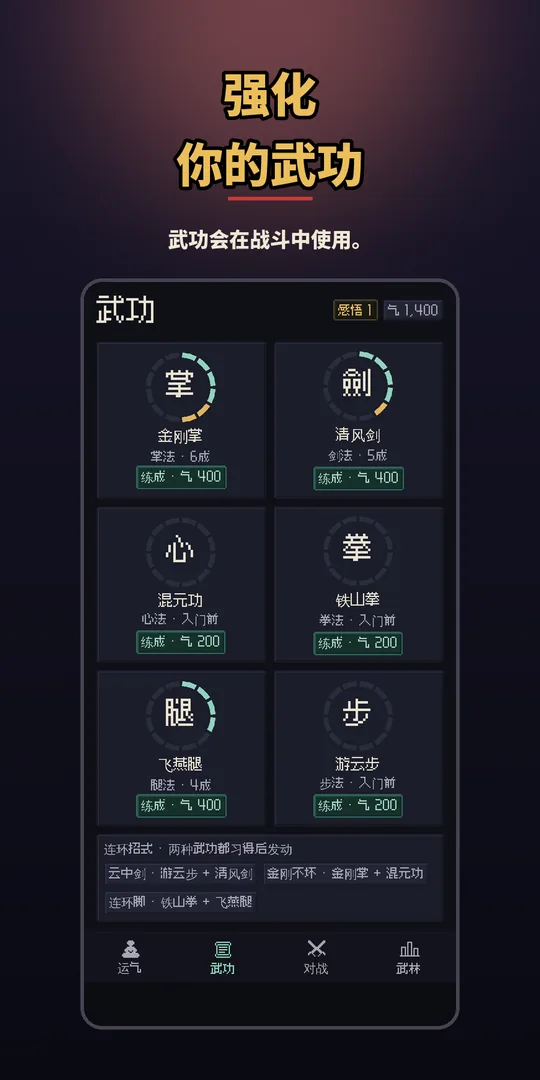 强化
你的武功
武功会在战斗中使用。
武功
感悟 1
气 1,400
掌
金刚掌
掌法 · 6成
练成 · 气 400
劍
清风剑
剑法 · 5成
练成 · 气 400
心
混元功
心法 · 入门前
练成 · 气 200
拳
铁山拳
拳法 · 入门前
练成 · 气 200
腿
飞燕腿
腿法 · 4成
练成 · 气 400
步
游云步
步法 · 入门前
练成 · 气 200
连环招式 · 两种武功都习得后发动
云中剑 · 游云步 + 清风剑
金刚不坏 · 金刚掌 + 混元功
连环脚 · 铁山拳 + 飞燕腿
运气
武功
对战
武林